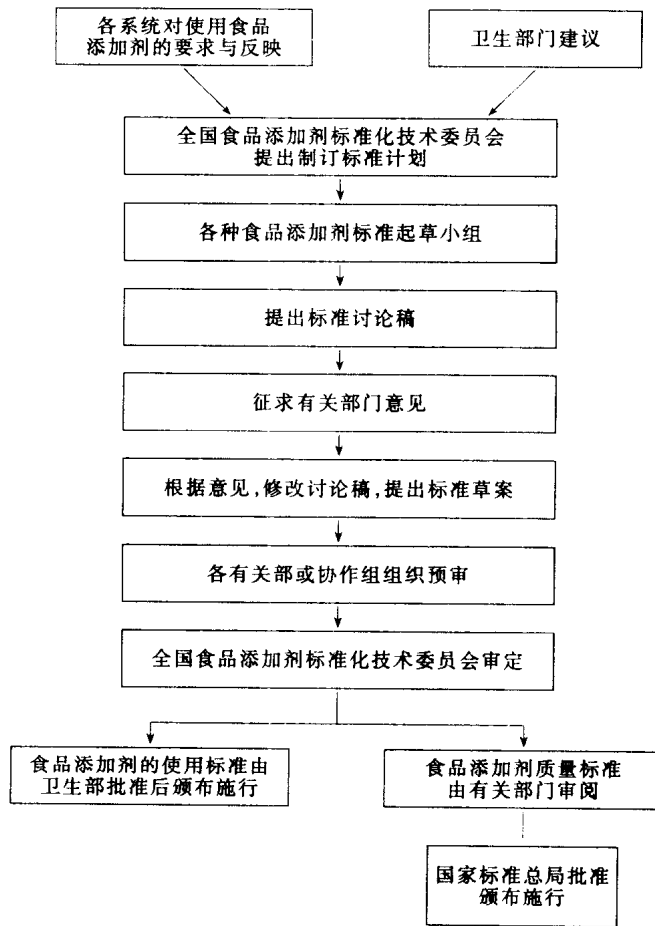 各系统对使用食品
添加剂的要求与反映
卫生部门建议
全国食品添加剂标准化技术委员会
提出制订标准计划
各种食品添加剂标准起草小组
提出标准讨论稿
征求有关部门意见
根据意见,修改讨论稿,提出标准草案
各有关部或协作组组织预审
全国食品添加剂标准化技术委员会审定
食品添加剂的使用标准由
卫生部批准后颁布施行
食品添加剂质量标准
由有关部门审阅
国家标准总局批准
颁布施行